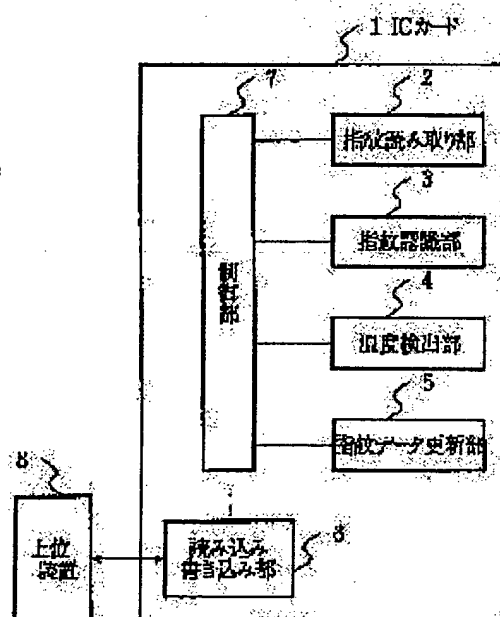 1 ICカード
7
2
指紋読み取り部
3
指紋認識部
制御部
4
温度検出部
5
指紋データ更新部
8
上位
装置
読み込み
書き込み部